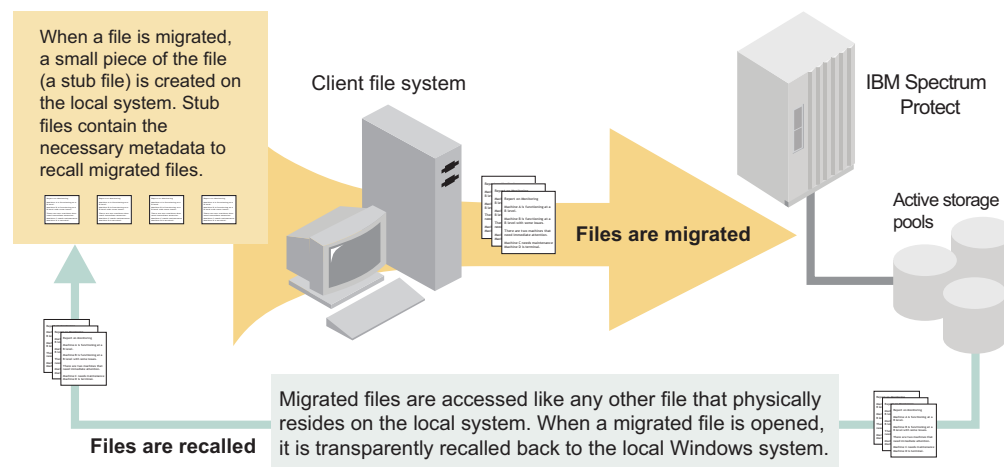 When a file is migrated,
a small piece of the file
(a stub file) is created on
the local system. Stub
files contain the
necessary metadata to
recall migrated files.
Client file system
IBM Spectrum
Protect
Active storage
pools
Files are migrated
Migrated files are accessed like any other file that physically
resides on the local system. When a migrated file is opened,
it is transparently recalled back to the local Windows system.
Files are recalled